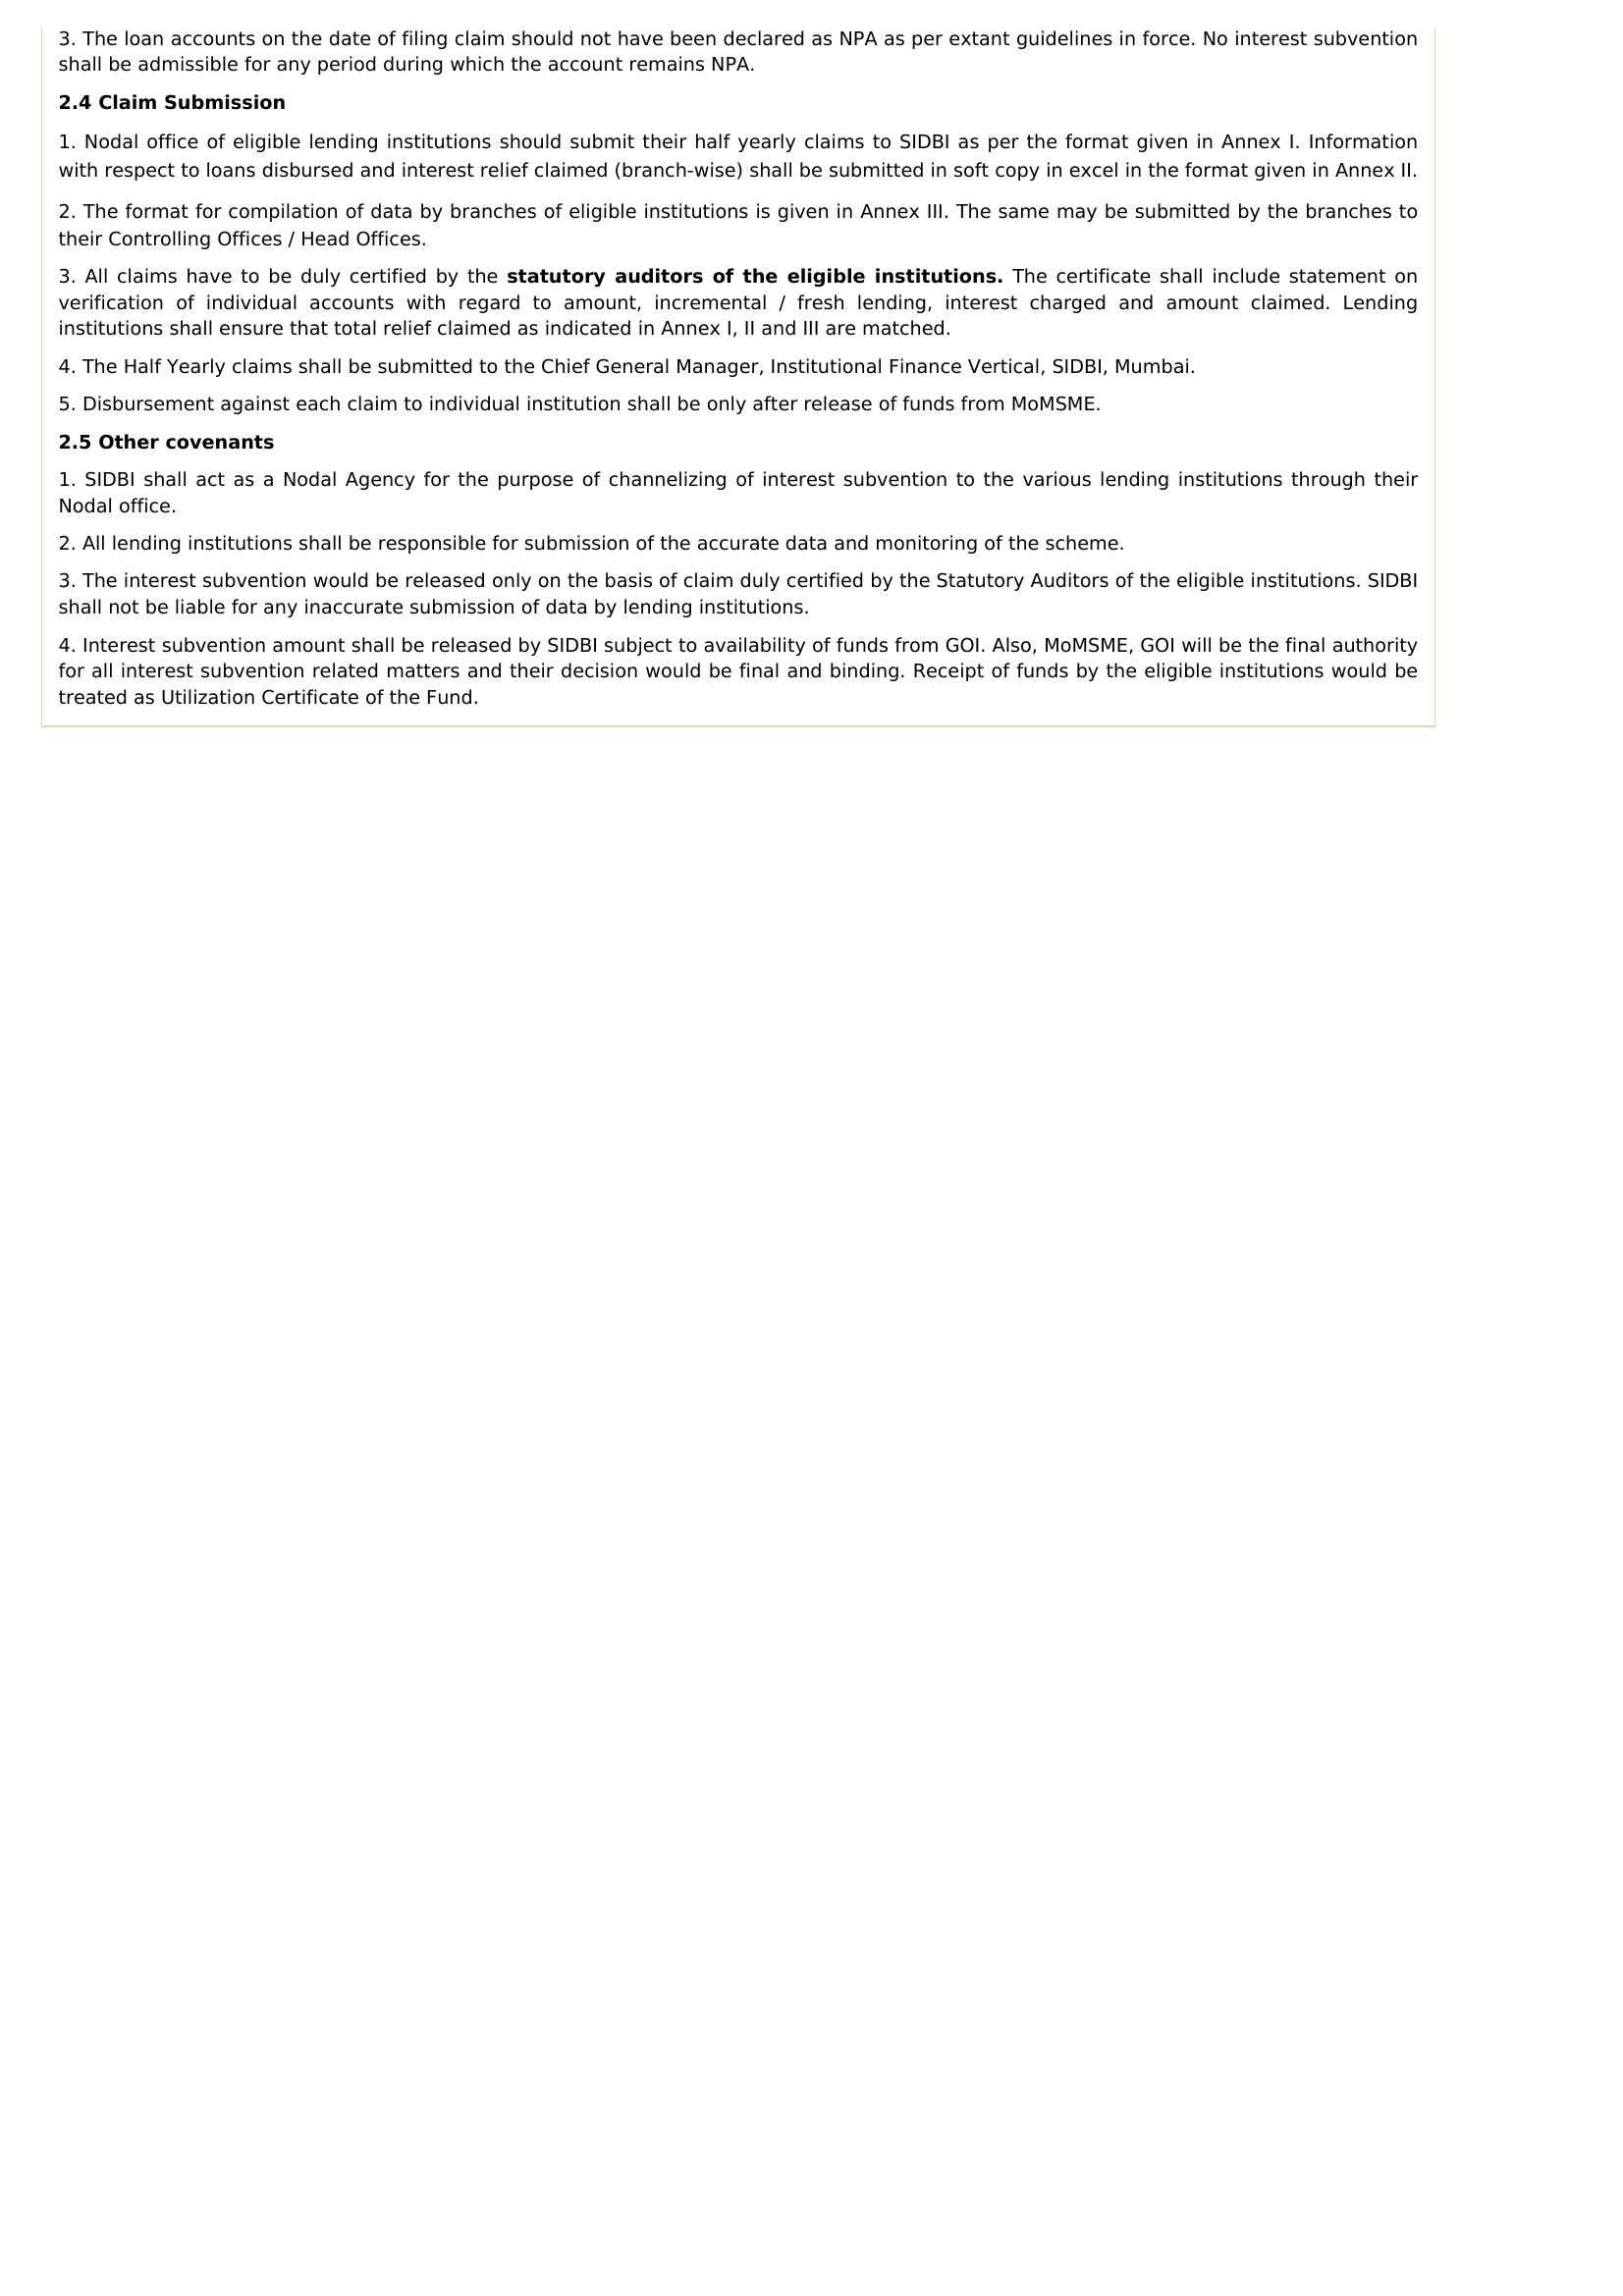 3. The loan accounts on the date of filing claim should not have been declared as NPA as per extant guidelines in force. No interest subvention
shall be admissible for any period during which the account remains NPA.
2.4 Claim Submission
1. Nodal office of eligible lending institutions should submit their half yearly claims to SIDBI as per the format given in Annex I. Information
with respect to loans disbursed and interest relief claimed (branch-wise) shall be submitted in soft copy in excel in the format given in Annex II.
2. The format for compilation of data by branches of eligible institutions is given in Annex III. The same may be submitted by the branches to
their Controlling Offices / Head Offices.
3. All claims have to be duly certified by the statutory auditors of the eligible institutions. The certificate shall include statement on
verification of individual accounts with regard to amount, incremental / fresh lending, interest charged and amount claimed. Lending
institutions shall ensure that total relief claimed as indicated in Annex I, II and III are matched.
4. The Half Yearly claims shall be submitted to the Chief General Manager, Institutional Finance Vertical, SIDBI, Mumbai.
5. Disbursement against each claim to individual institution shall be only after release of funds from MoMSME.
2.5 Other covenants
1. SIDBI shall act as a Nodal Agency for the purpose of channelizing of interest subvention to the various lending institutions through their
Nodal office.
2. All lending institutions shall be responsible for submission of the accurate data and monitoring of the scheme.
3. The interest subvention would be released only on the basis of claim duly certified by the Statutory Auditors of the eligible institutions. SIDBI
shall not be liable for any inaccurate submission of data by lending institutions.
4. Interest subvention amount shall be released by SIDBI subject to availability of funds from GOI. Also, MoMSME, GOI will be the final authority
for all interest subvention related matters and their decision would be final and binding. Receipt of funds by the eligible institutions would be
treated as Utilization Certificate of the Fund.